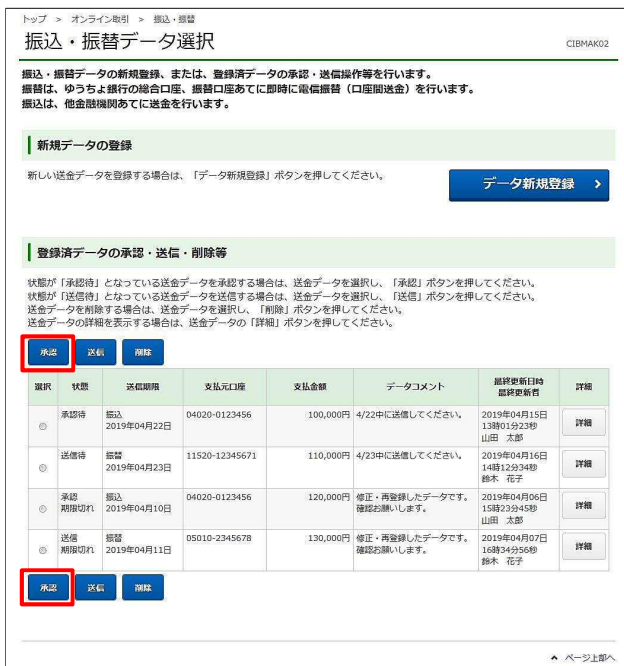 トップ > オンライン取引 > 振込・振替
振込・振替データ選択
CIBMAK02
振込・振替データの新規登録、または、登録済データの承認・送信操作等を行います。
振替は、ゆうちょ銀行の総合口座、振替口座あてに即時に電信振替（口座間送金）を行います。
振込は、他金融機関あてに送金を行います。
新規データの登録
新しい送金データを登録する場合は、「データ新規登録」ボタンを押してください。
データ新規登録
登録済データの承認・送信・削除等
状態が「承認待」となっている送金データを承認する場合は、送金データを選択し、「承認」ボタンを押してください。
状態が「送信待」となっている送金データを送信する場合は、送金データを選択し、「送信」ボタンを押してください。
送金データを削除する場合は、送金データを選択し、「削除」ボタンを押してください。
送金データの詳細を表示する場合は、送金データの「詳細」ボタンを押してください。
承認 送信 削除
選択 状態 送信期限 支払元口座 支払金額 データコメント 最終更新日時 詳細
最終更新者
承認待 振込 04020-0123456 100,000円 4/22中に送信してください。 2019年04月15日
2019年04月22日 13時01分23秒 詳細
山田 太郎
送信待 振替 11520-12345671 110,000円 4/23中に送信してください。 2019年04月16日
2019年04月23日 14時12分34秒 詳細
鈴木 花子
承認 振込 04020-0123456 120,000円 修正・再登録したデータです。 2019年04月06日
期限切れ 2019年04月10日 確認お願いします。 15時23分45秒 詳細
山田 太郎
送信 振替 05010-2345678 130,000円 修正・再登録したデータです。 2019年04月07日
期限切れ 2019年04月11日 確認お願いします。 16時34分56秒 詳細
鈴木 花子
承認 送信 削除
ページ上部へ